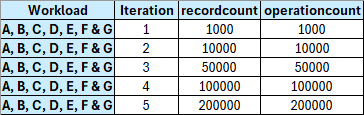 Workload Iteration recordcount operationcount
A, B, C, D, E, F & G 1 1000 1000
A, B, C, D, E, F & G 2 10000 10000
A, B, C, D, E, F & G 3 50000 50000
A, B, C, D, E, F & G 4 100000 100000
A, B, C, D, E, F & G 5 200000 200000